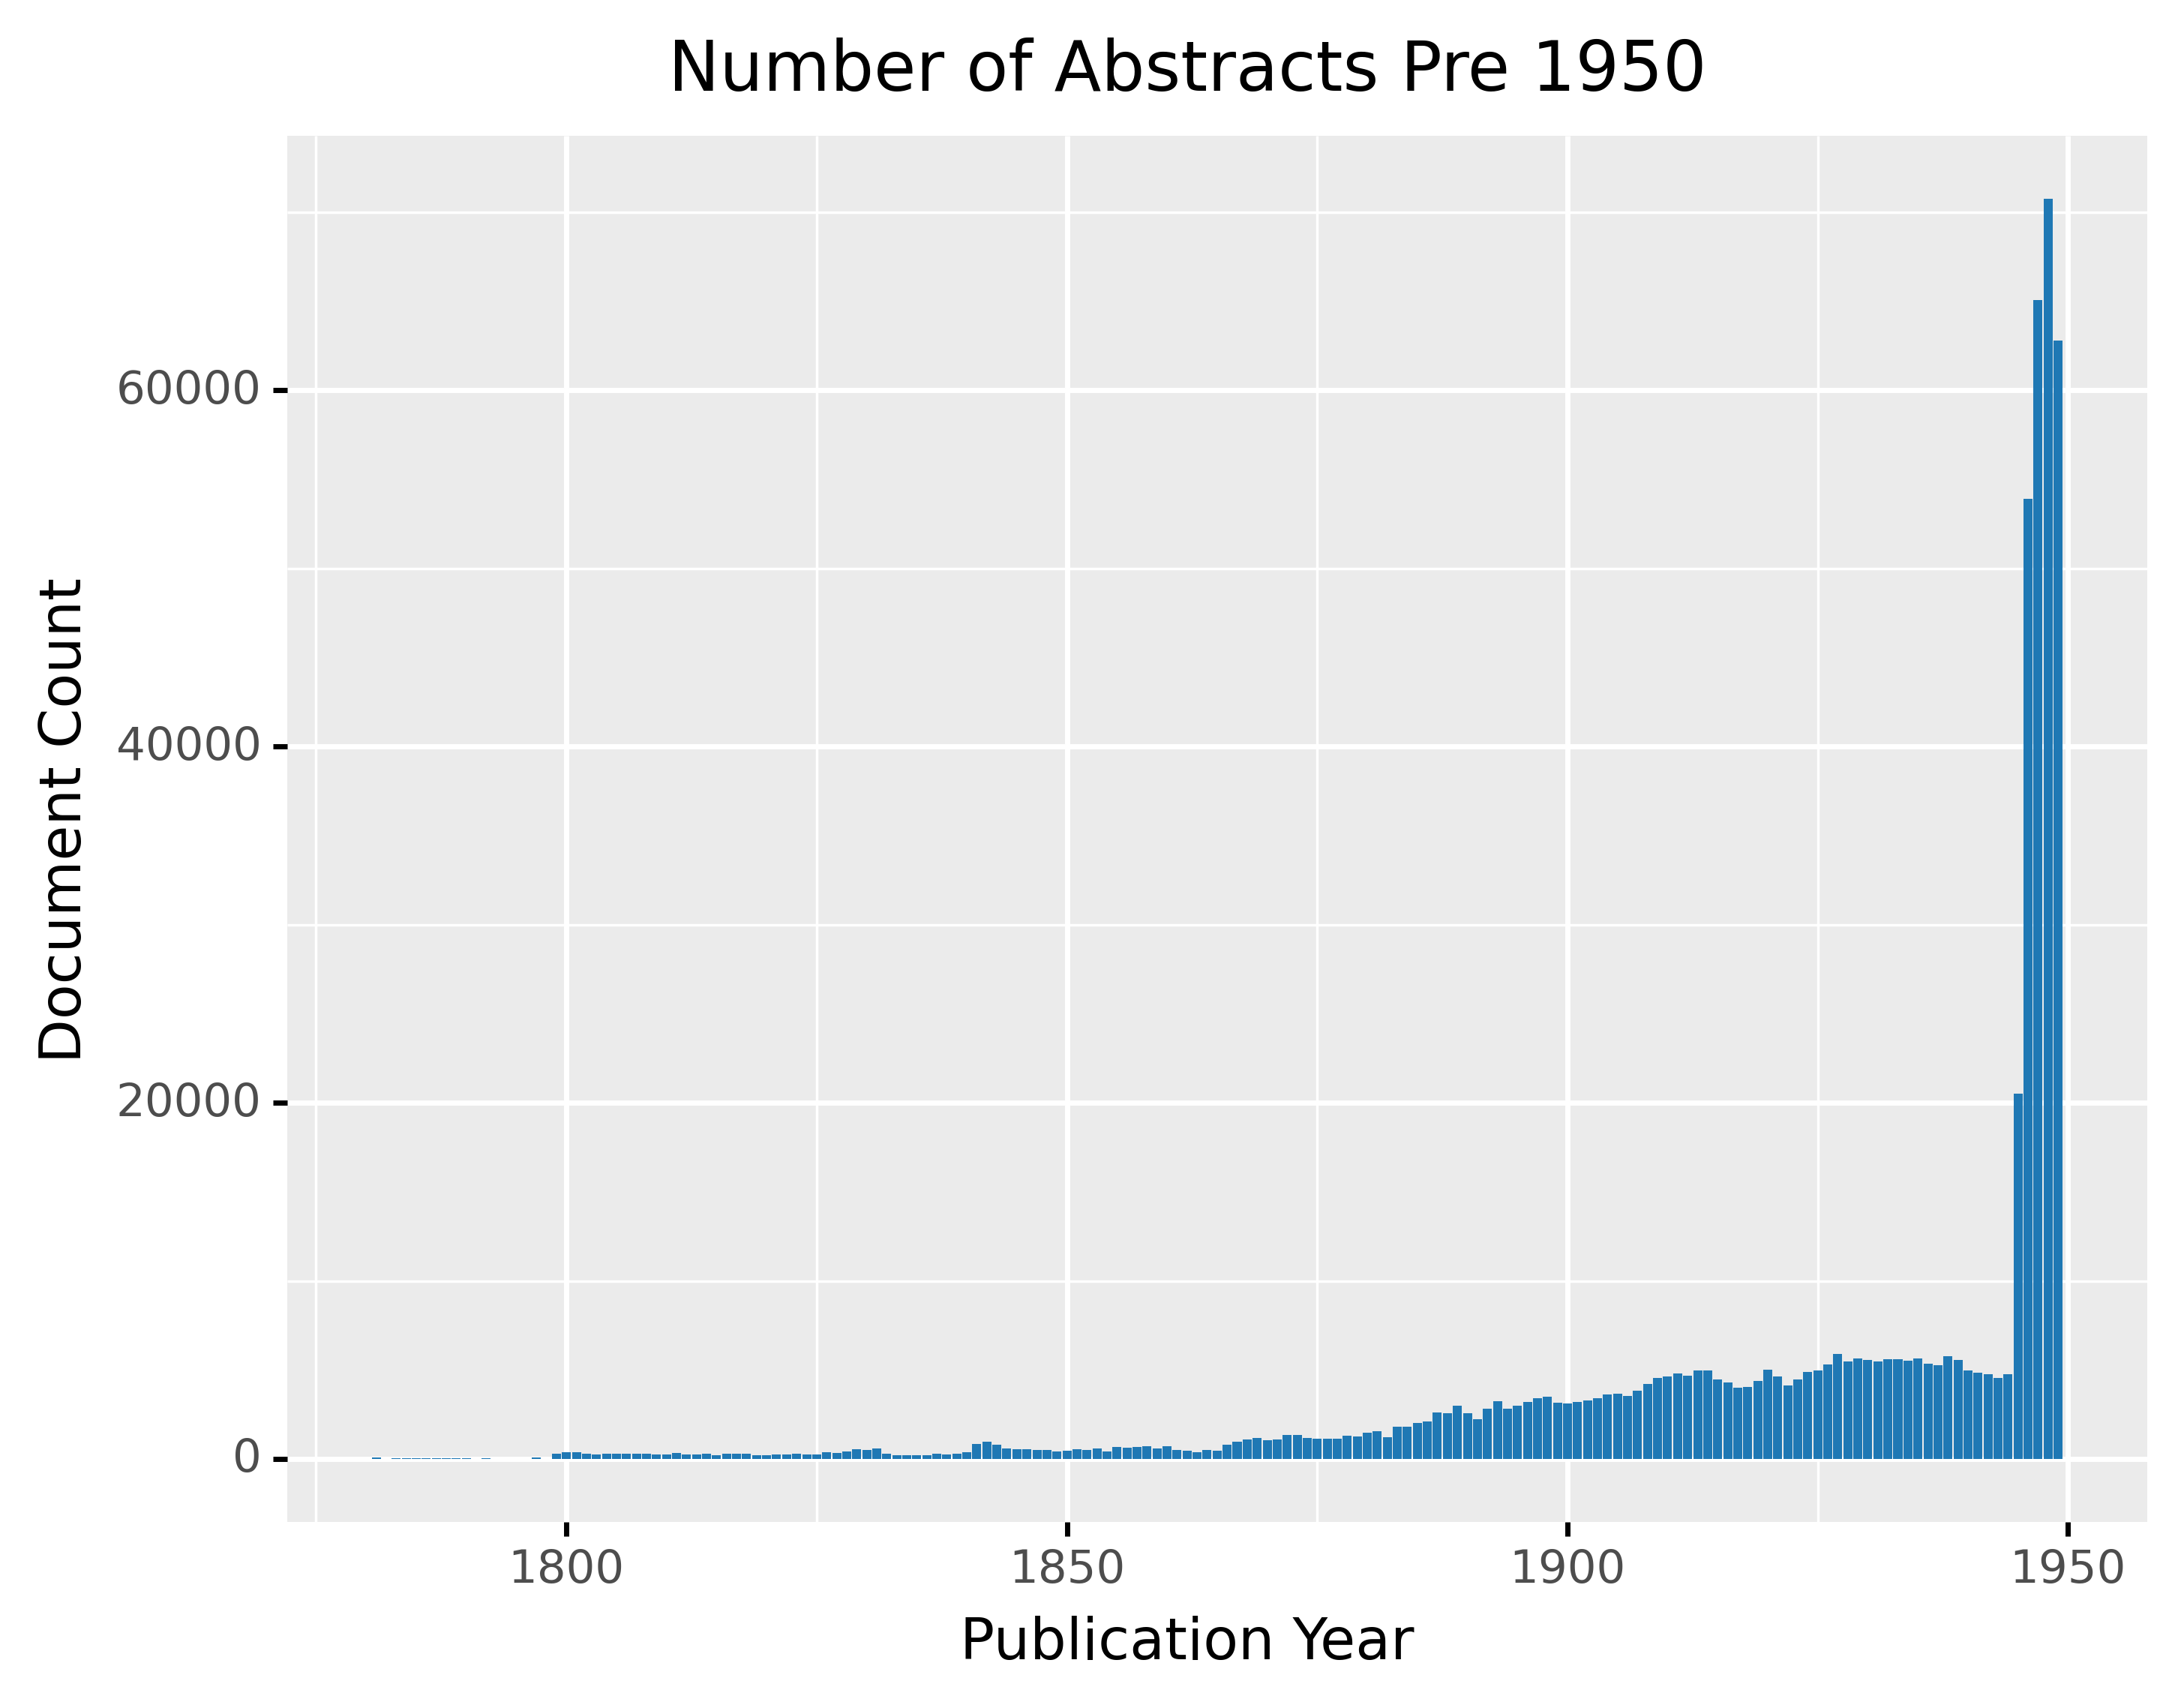 Number of Abstracts Pre 1950
Document Count
60000
40000
20000
0
1800 1850 1900 1950
Publication Year